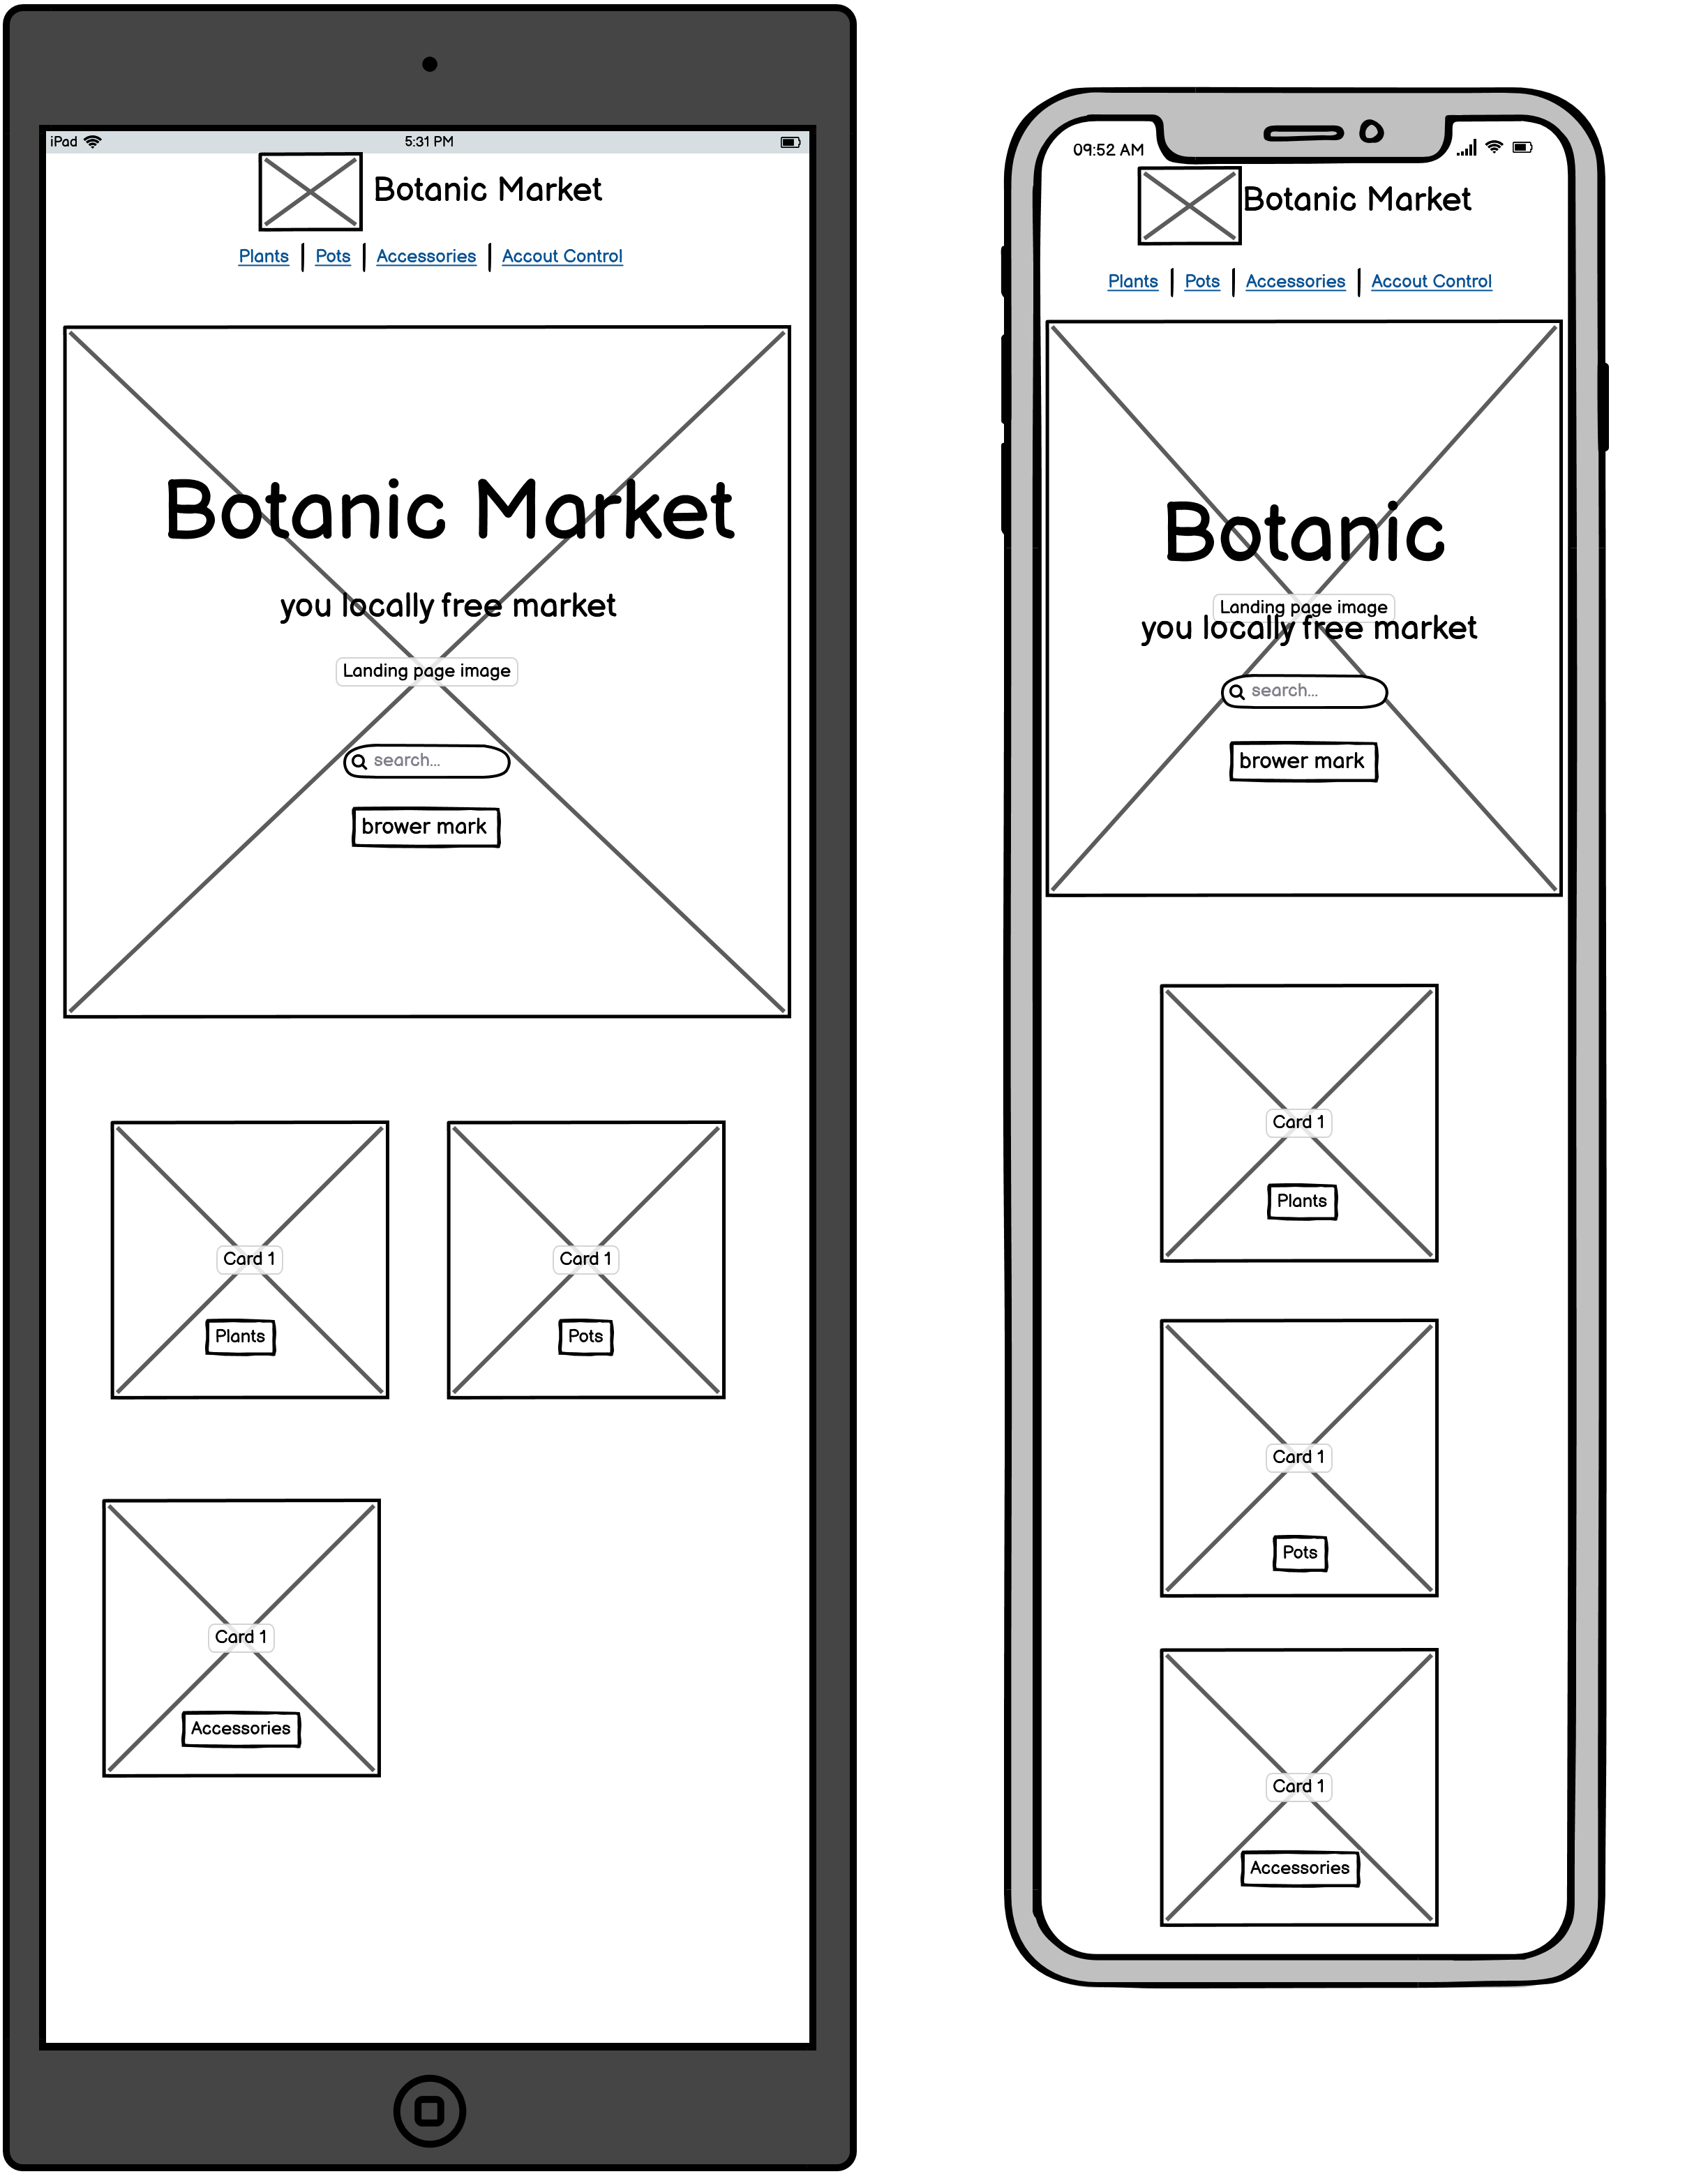 iPad 5:31 PM
Botanic Market
Plants Pots Accessories Accout Control
Botanic Market
you locally free market
Landing page image
search...
brower mark
Card 1 Card 1
Plants Pots
Card 1
Accessories
09:52 AM
Botanic Market
Plants Pots Accessories Accout Control
Botanic
Landing page image
you locally free market
search...
brower mark
Card 1
Plants
Card 1
Pots
Card 1
Accessories